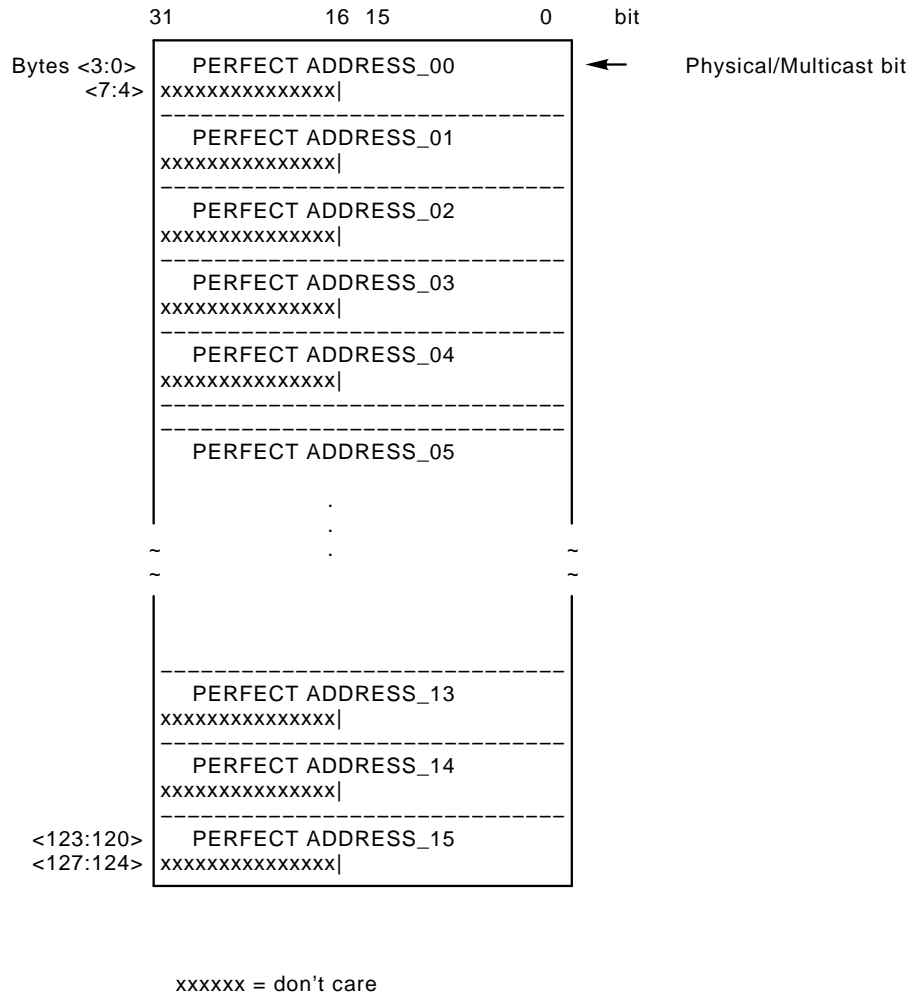 31 16 15 0 bit
Bytes <3:0> PERFECT ADDRESS_00 Physical/Multicast bit
<7:4> xxxxxxxxxxxxxxx|
PERFECT ADDRESS_01
xxxxxxxxxxxxxxx|
PERFECT ADDRESS_02
xxxxxxxxxxxxxxx|
PERFECT ADDRESS_03
xxxxxxxxxxxxxxx|
PERFECT ADDRESS_04
xxxxxxxxxxxxxxx|
PERFECT ADDRESS_05
.
.
~ . ~
~ ~
PERFECT ADDRESS_13
xxxxxxxxxxxxxxx|
PERFECT ADDRESS_14
xxxxxxxxxxxxxxx|
<123:120> PERFECT ADDRESS_15
<127:124> xxxxxxxxxxxxxxx|
xxxxxx = don't care